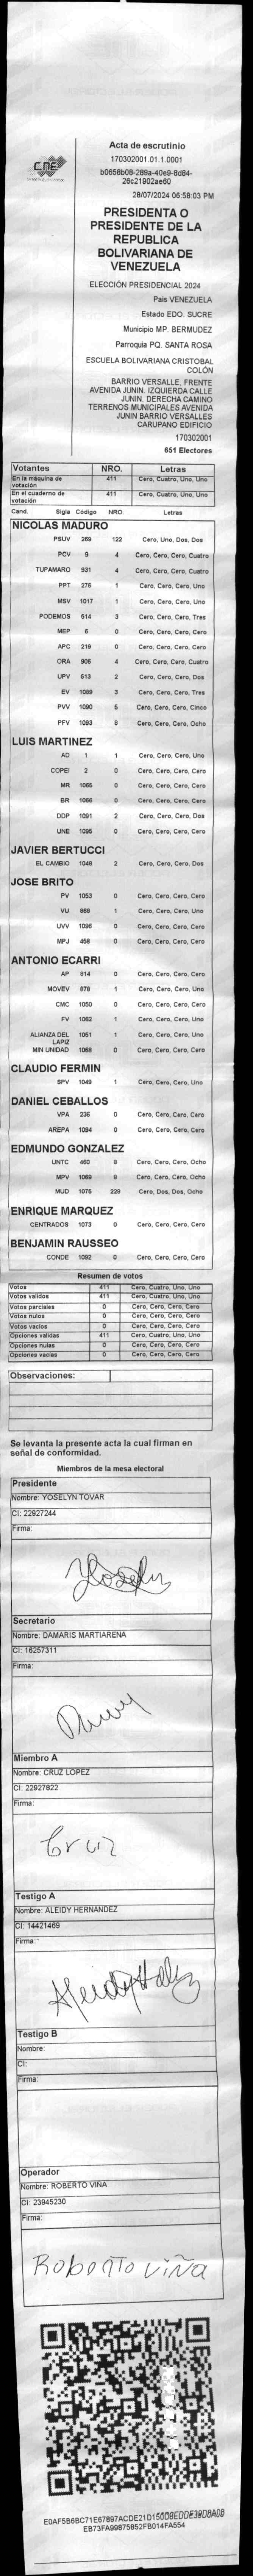 CNE
Acta de escrutinio
170302001.01.1.0001
b0658b08-289a-40e9-8d84-
26c21902ae60
28/07/2024 06:58:03 PM
PRESIDENTA O
PRESIDENTE DE LA
REPUBLICA
BOLIVARIANA DE
VENEZUELA
ELECCIÓN PRESIDENCIAL 2024
País VENEZUELA
Estado EDO. SUCRE
Municipio MP. BERMUDEZ
Parroquia PQ. SANTA ROSA
ESCUELA BOLIVARIANA CRISTOBAL
COLÓN
BARRIO VERSALLE. FRENTE
AVENIDA JUNIN. IZQUIERDA CALLE
JUNIN. DERECHA CAMINO
TERRENOS MUNICIPALES AVENIDA
JUNIN BARRIO VERSALLES
CARUPANO EDIFICIO
170302001
651 Electores
Votantes NRO. Letras
En la máquina de votación 411 Cero, Cuatro, Uno, Uno
En el cuaderno de votación 411 Cero, Cuatro, Uno, Uno
Cand. Sigla Código NRO. Letras
NICOLAS MADURO
PSUV 269 122 Cero, Uno, Dos, Dos
PCV 9 4 Cero, Cero, Cero, Cuatro
TUPAMARO 931 4 Cero, Cero, Cero, Cuatro
PPT 276 1 Cero, Cero, Cero, Uno
MSV 1017 1 Cero, Cero, Cero, Uno
PODEMOS 514 3 Cero, Cero, Cero, Tres
MEP 6 0 Cero, Cero, Cero, Cero
APC 219 0 Cero, Cero, Cero, Cero
ORA 906 4 Cero, Cero, Cero, Cuatro
UPV 513 2 Cero, Cero, Cero, Dos
EV 1089 3 Cero, Cero, Cero, Tres
PVV 1090 5 Cero, Cero, Cero, Cinco
PFV 1093 8 Cero, Cero, Cero, Ocho
LUIS MARTINEZ
AD 1 1 Cero, Cero, Cero, Uno
COPEI 2 0 Cero, Cero, Cero, Cero
MR 1065 0 Cero, Cero, Cero, Cero
BR 1066 0 Cero, Cero, Cero, Cero
DDP 1091 2 Cero, Cero, Cero, Dos
UNE 1095 0 Cero, Cero, Cero, Cero
JAVIER BERTUCCI
EL CAMBIO 1048 2 Cero, Cero, Cero, Dos
JOSE BRITO
PV 1053 0 Cero, Cero, Cero, Cero
VU 868 1 Cero, Cero, Cero, Uno
UVV 1096 0 Cero, Cero, Cero, Cero
MPJ 458 0 Cero, Cero, Cero, Cero
ANTONIO ECARRI
AP 814 0 Cero, Cero, Cero, Cero
MOVEV 879 1 Cero, Cero, Cero, Uno
CMC 1050 0 Cero, Cero, Cero, Cero
FV 1062 1 Cero, Cero, Cero, Uno
ALIANZA DEL LAPIZ 1051 1 Cero, Cero, Cero, Uno
MIN UNIDAD 1068 0 Cero, Cero, Cero, Cero
CLAUDIO FERMIN
SPV 1049 1 Cero, Cero, Cero, Uno
DANIEL CEBALLOS
VPA 236 0 Cero, Cero, Cero, Cero
AREPA 1094 0 Cero, Cero, Cero, Cero
EDMUNDO GONZALEZ
UNTC 460 8 Cero, Cero, Cero, Ocho
MPV 1069 8 Cero, Cero, Cero, Ocho
MUD 1075 228 Cero, Dos, Dos, Ocho
ENRIQUE MARQUEZ
CENTRADOS 1073 0 Cero, Cero, Cero, Cero
BENJAMIN RAUSSEO
CONDE 1092 0 Cero, Cero, Cero, Cero
Resumen de votos
Votos 411 Cero, Cuatro, Uno, Uno
Votos validos 411 Cero, Cuatro, Uno, Uno
Votos parciales 0 Cero, Cero, Cero, Cero
Votos nulos 0 Cero, Cero, Cero, Cero
Votos vacios 0 Cero, Cero, Cero, Cero
Opciones validas 411 Cero, Cuatro, Uno, Uno
Opciones nulas 0 Cero, Cero, Cero, Cero
Opciones vacias 0 Cero, Cero, Cero, Cero
Observaciones:
Se levanta la presente acta la cual firman en
señal de conformidad.
Miembros de la mesa electoral
Presidente
Nombre: YOSELYN TOVAR
CI: 22927244
Firma:
Yoselyn
Secretario
Nombre: DAMARIS MARTIARENA
CI: 16257311
Firma:
Miembro A
Nombre: CRUZ LOPEZ
CI: 22927822
Firma:
Cruz
Testigo A
Nombre: ALEIDY HERNANDEZ
CI: 14421469
Firma:
Testigo B
Nombre:
CI:
Firma:
Operador
Nombre: ROBERTO VIÑA
CI: 23945230
Firma:
Roberto viña
EB73FA99875852FB014FA554